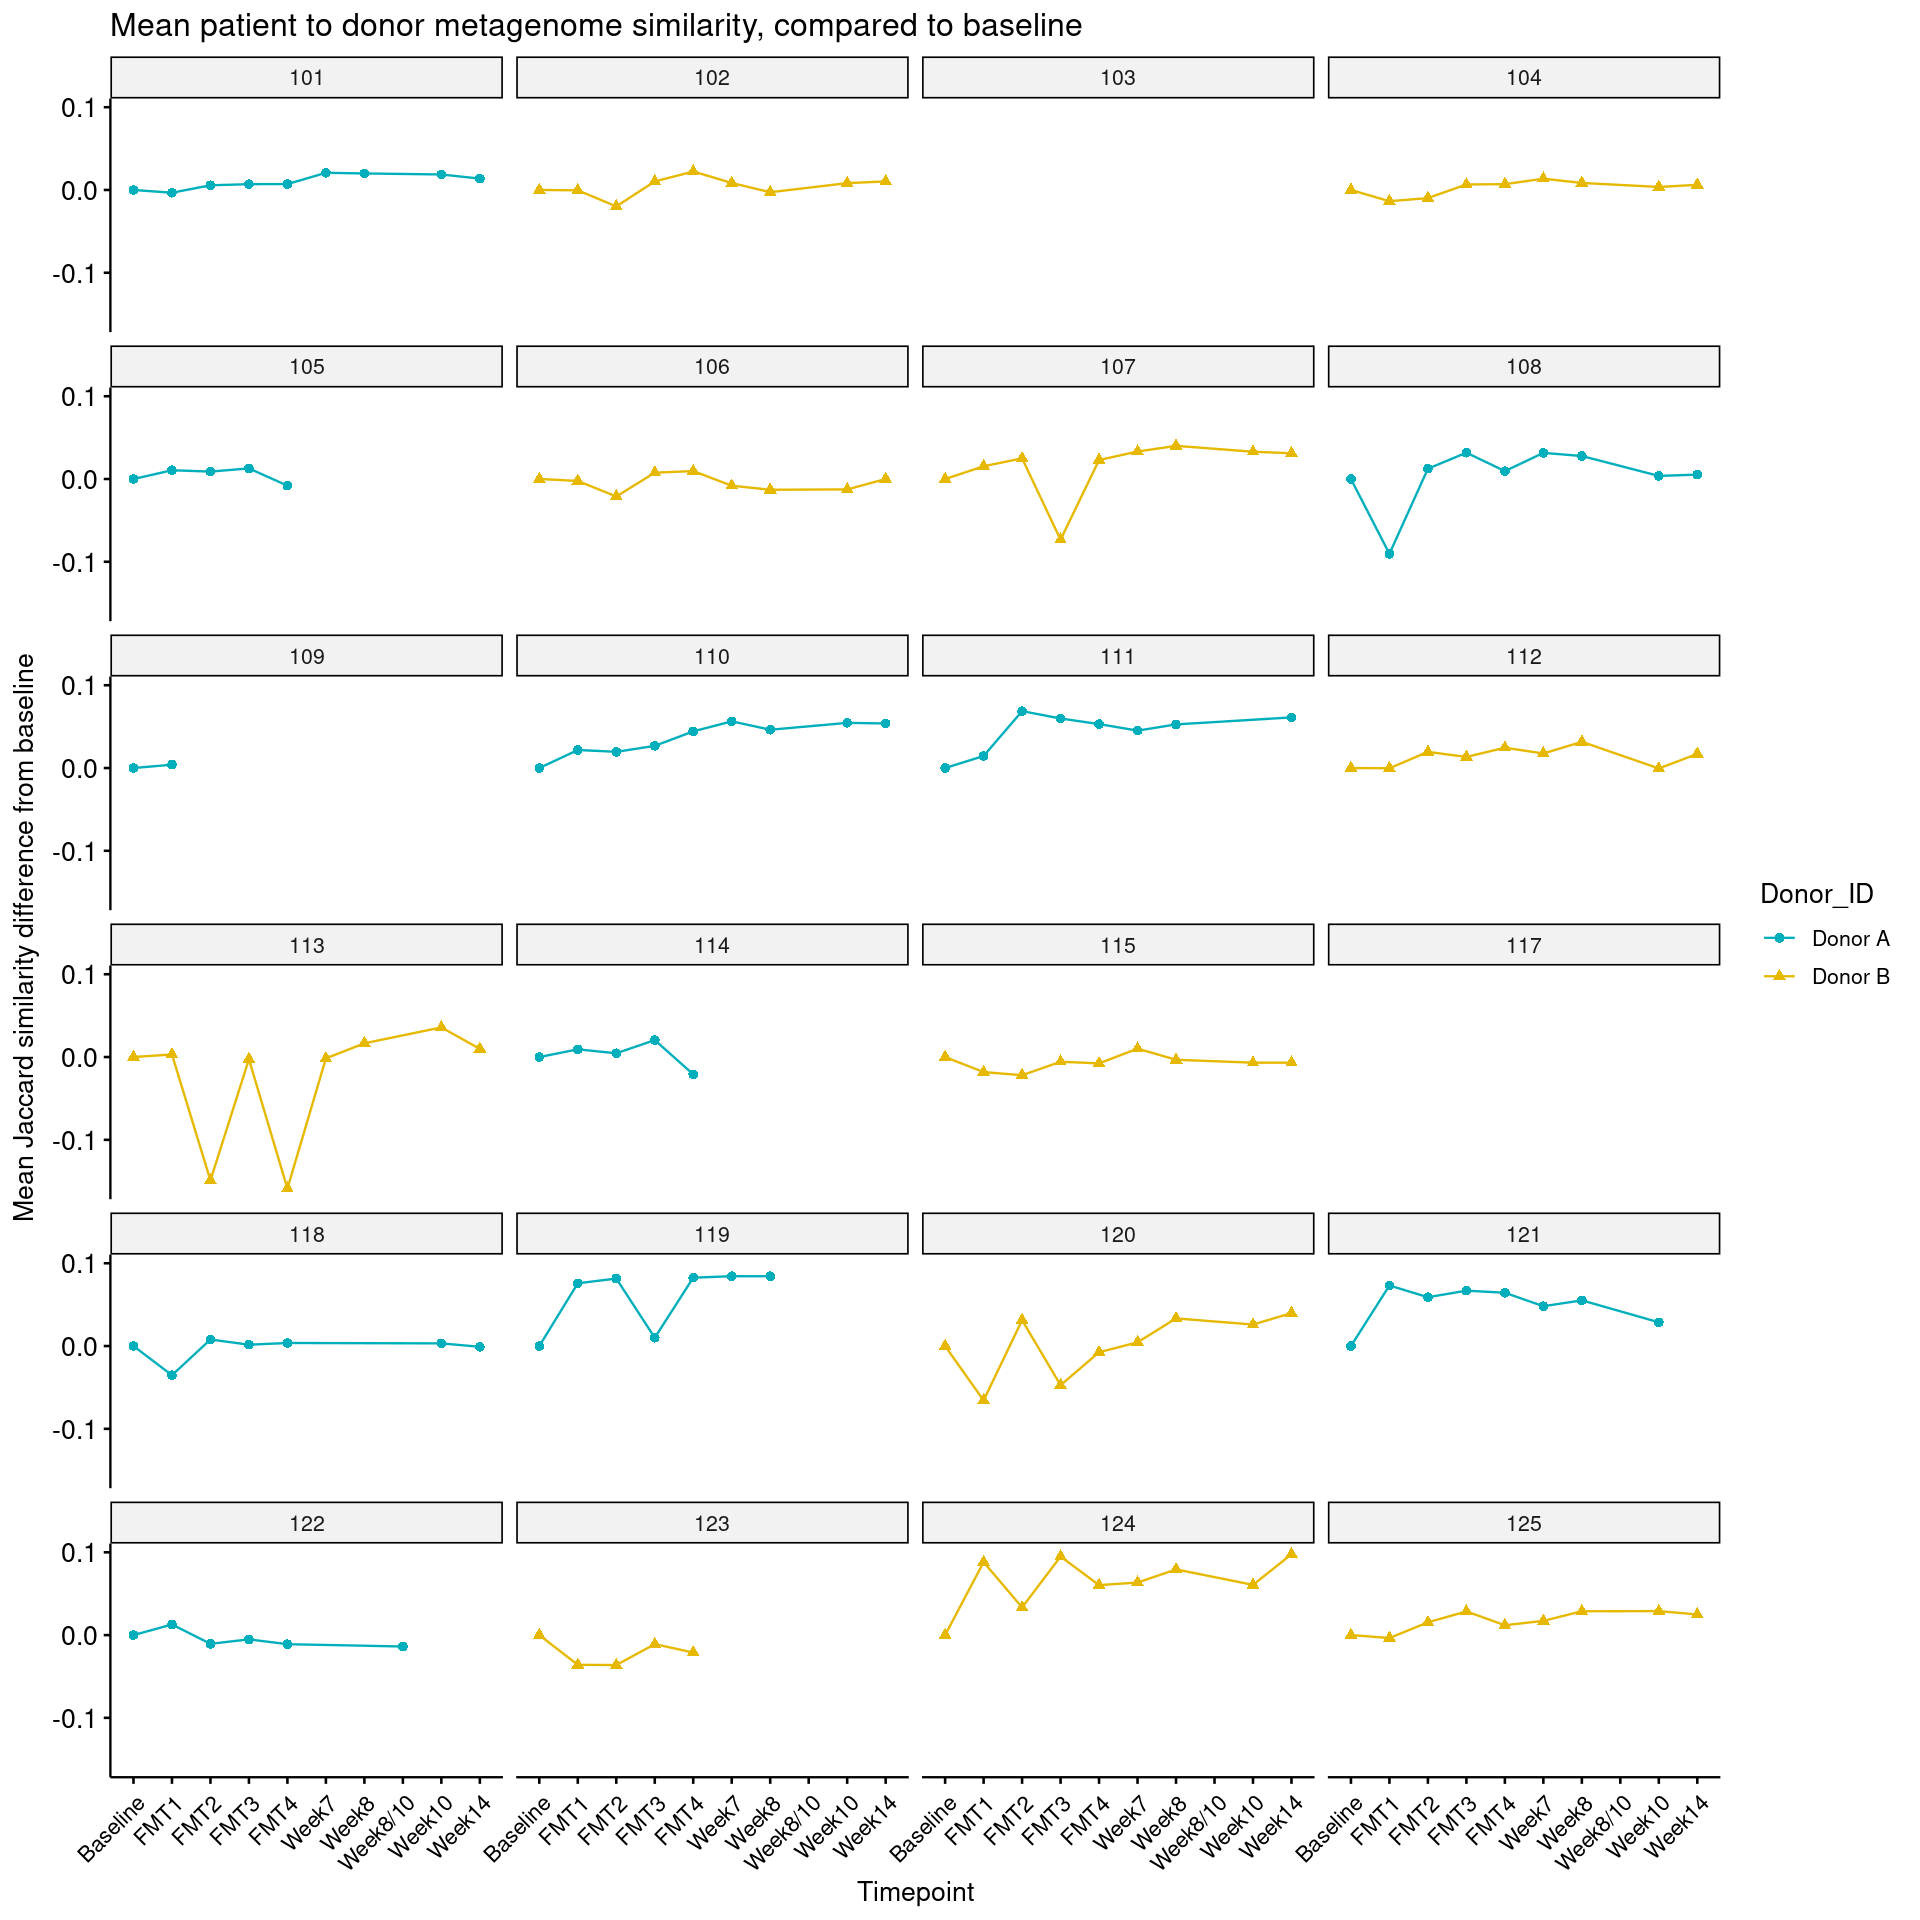 Mean patient to donor metagenome similarity, compared to baseline
101 102 103 104
0.1
0.0
-0.1
105 106 107 108
0.1
0.0
-0.1
109 110 111 112
0.1
0.0
-0.1
113 114 115 117
0.1
0.0
-0.1
118 119 120 121
0.1
0.0
-0.1
122 123 124 125
0.1
0.0
-0.1
Mean Jaccard similarity difference from baseline
Baseline FMT1 FMT2 FMT3 FMT4 Week7 Week8 Week8/10 Week10 Week14 Baseline FMT1 FMT2 FMT3 FMT4 Week7 Week8 Week8/10 Week10 Week14 Baseline FMT1 FMT2 FMT3 FMT4 Week7 Week8 Week8/10 Week10 Week14 Baseline FMT1 FMT2 FMT3 FMT4 Week7 Week8 Week8/10 Week10 Week14
Timepoint
Donor_ID
Donor A
Donor B